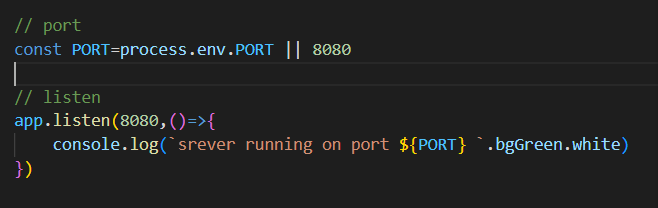 // port
const PORT=process.env.PORT || 8080
// listen
app.listen(8080,()=>{
    console.log(`srever running on port ${PORT} `.bgGreen.white)
})